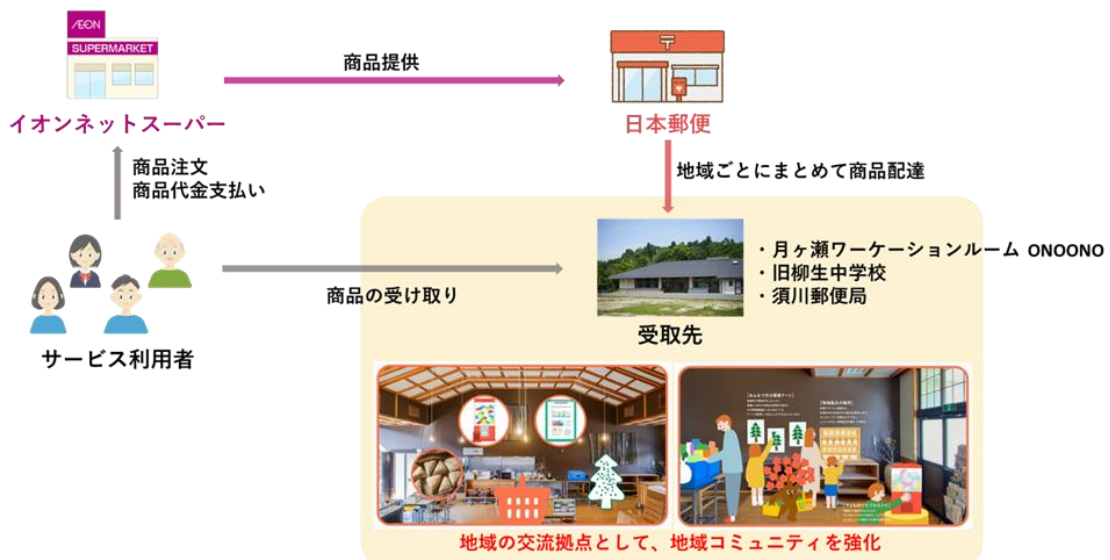 ÆON
SUPERMARKET
イオンネットスーパー
商品提供
〒
日本郵便
商品注文
商品代金支払い
地域ごとにまとめて商品配達
サービス利用者
商品の受け取り
・月ヶ瀬ワーケーションルーム ONOONO
・旧柳生中学校
・須川郵便局
受取先
地域の交流拠点として、地域コミュニティを強化